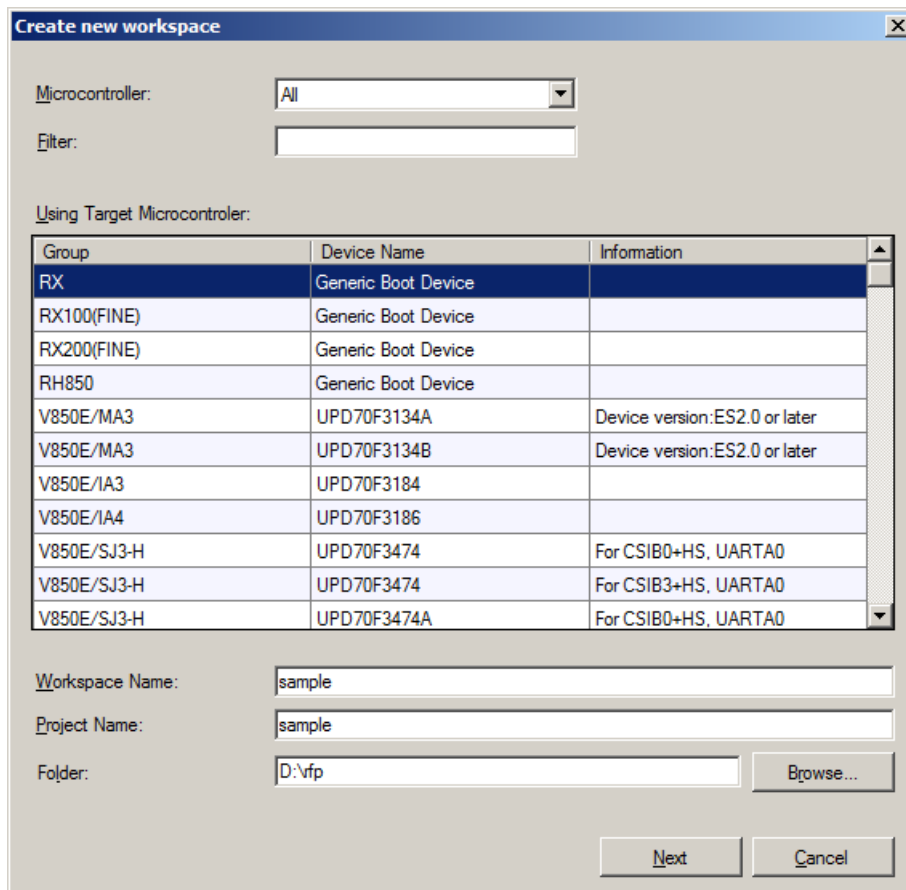 Create new workspace
Microcontroller: All
Filter:
Using Target Microcontroler:
Group Device Name Information
RX Generic Boot Device
RX100(FINE) Generic Boot Device
RX200(FINE) Generic Boot Device
RH850 Generic Boot Device
V850E/MA3 UPD70F3134A Device version:ES2.0 or later
V850E/MA3 UPD70F3134B Device version:ES2.0 or later
V850E/IA3 UPD70F3184
V850E/IA4 UPD70F3186
V850E/SJ3-H UPD70F3474 For CSIB0+HS, UARTA0
V850E/SJ3-H UPD70F3474 For CSIB3+HS, UARTA0
V850E/SJ3-H UPD70F3474A For CSIB0+HS, UARTA0
Workspace Name: sample
Project Name: sample
Folder: D:\rfp Browse...
Next Cancel